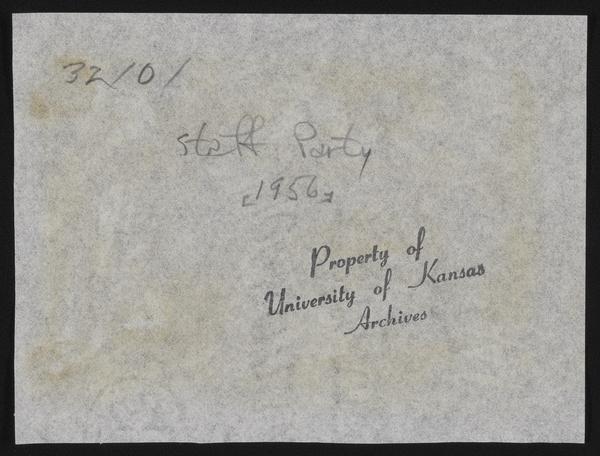 32/0/
Staff Party
[1956]
Property of
University of Kansas
Archives